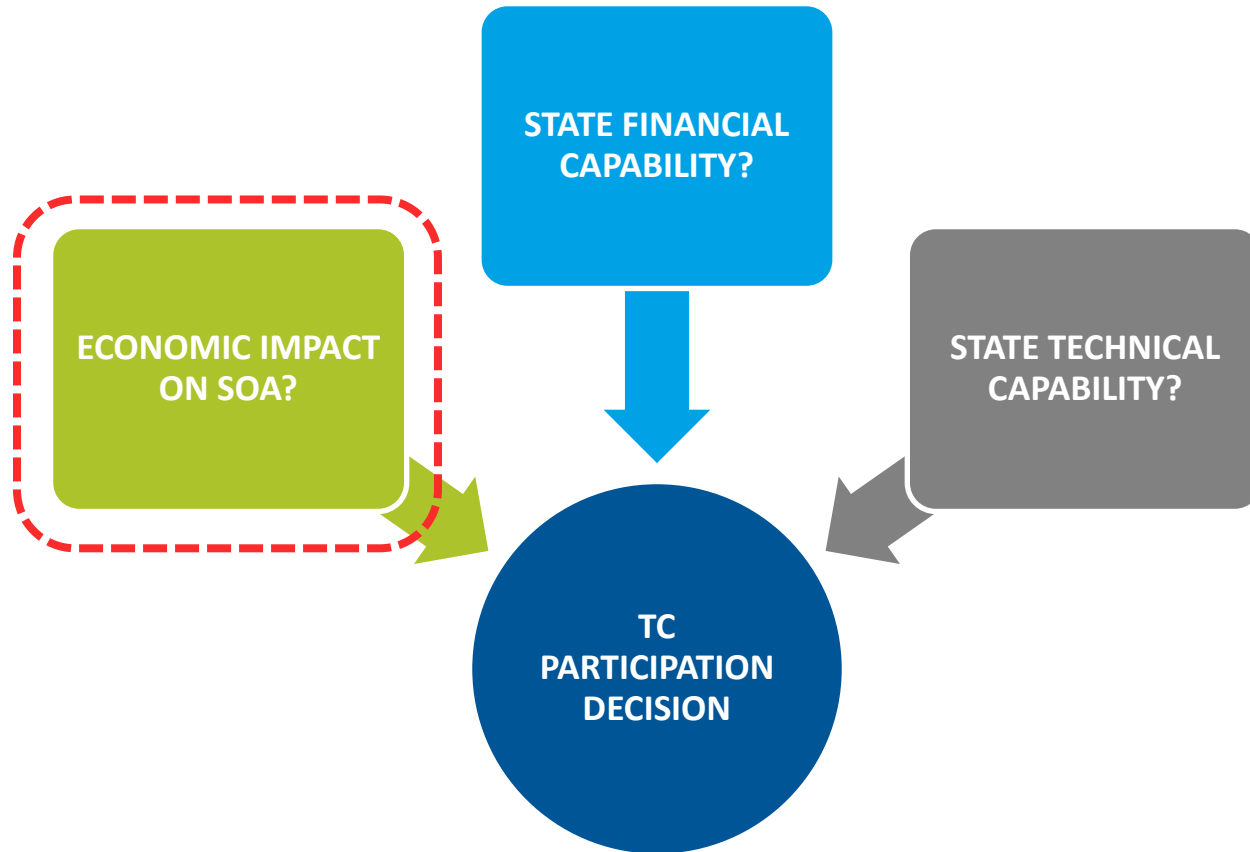 STATE FINANCIAL
CAPABILITY?
ECONOMIC IMPACT
ON SOA?
STATE TECHNICAL
CAPABILITY?
TC
PARTICIPATION
DECISION